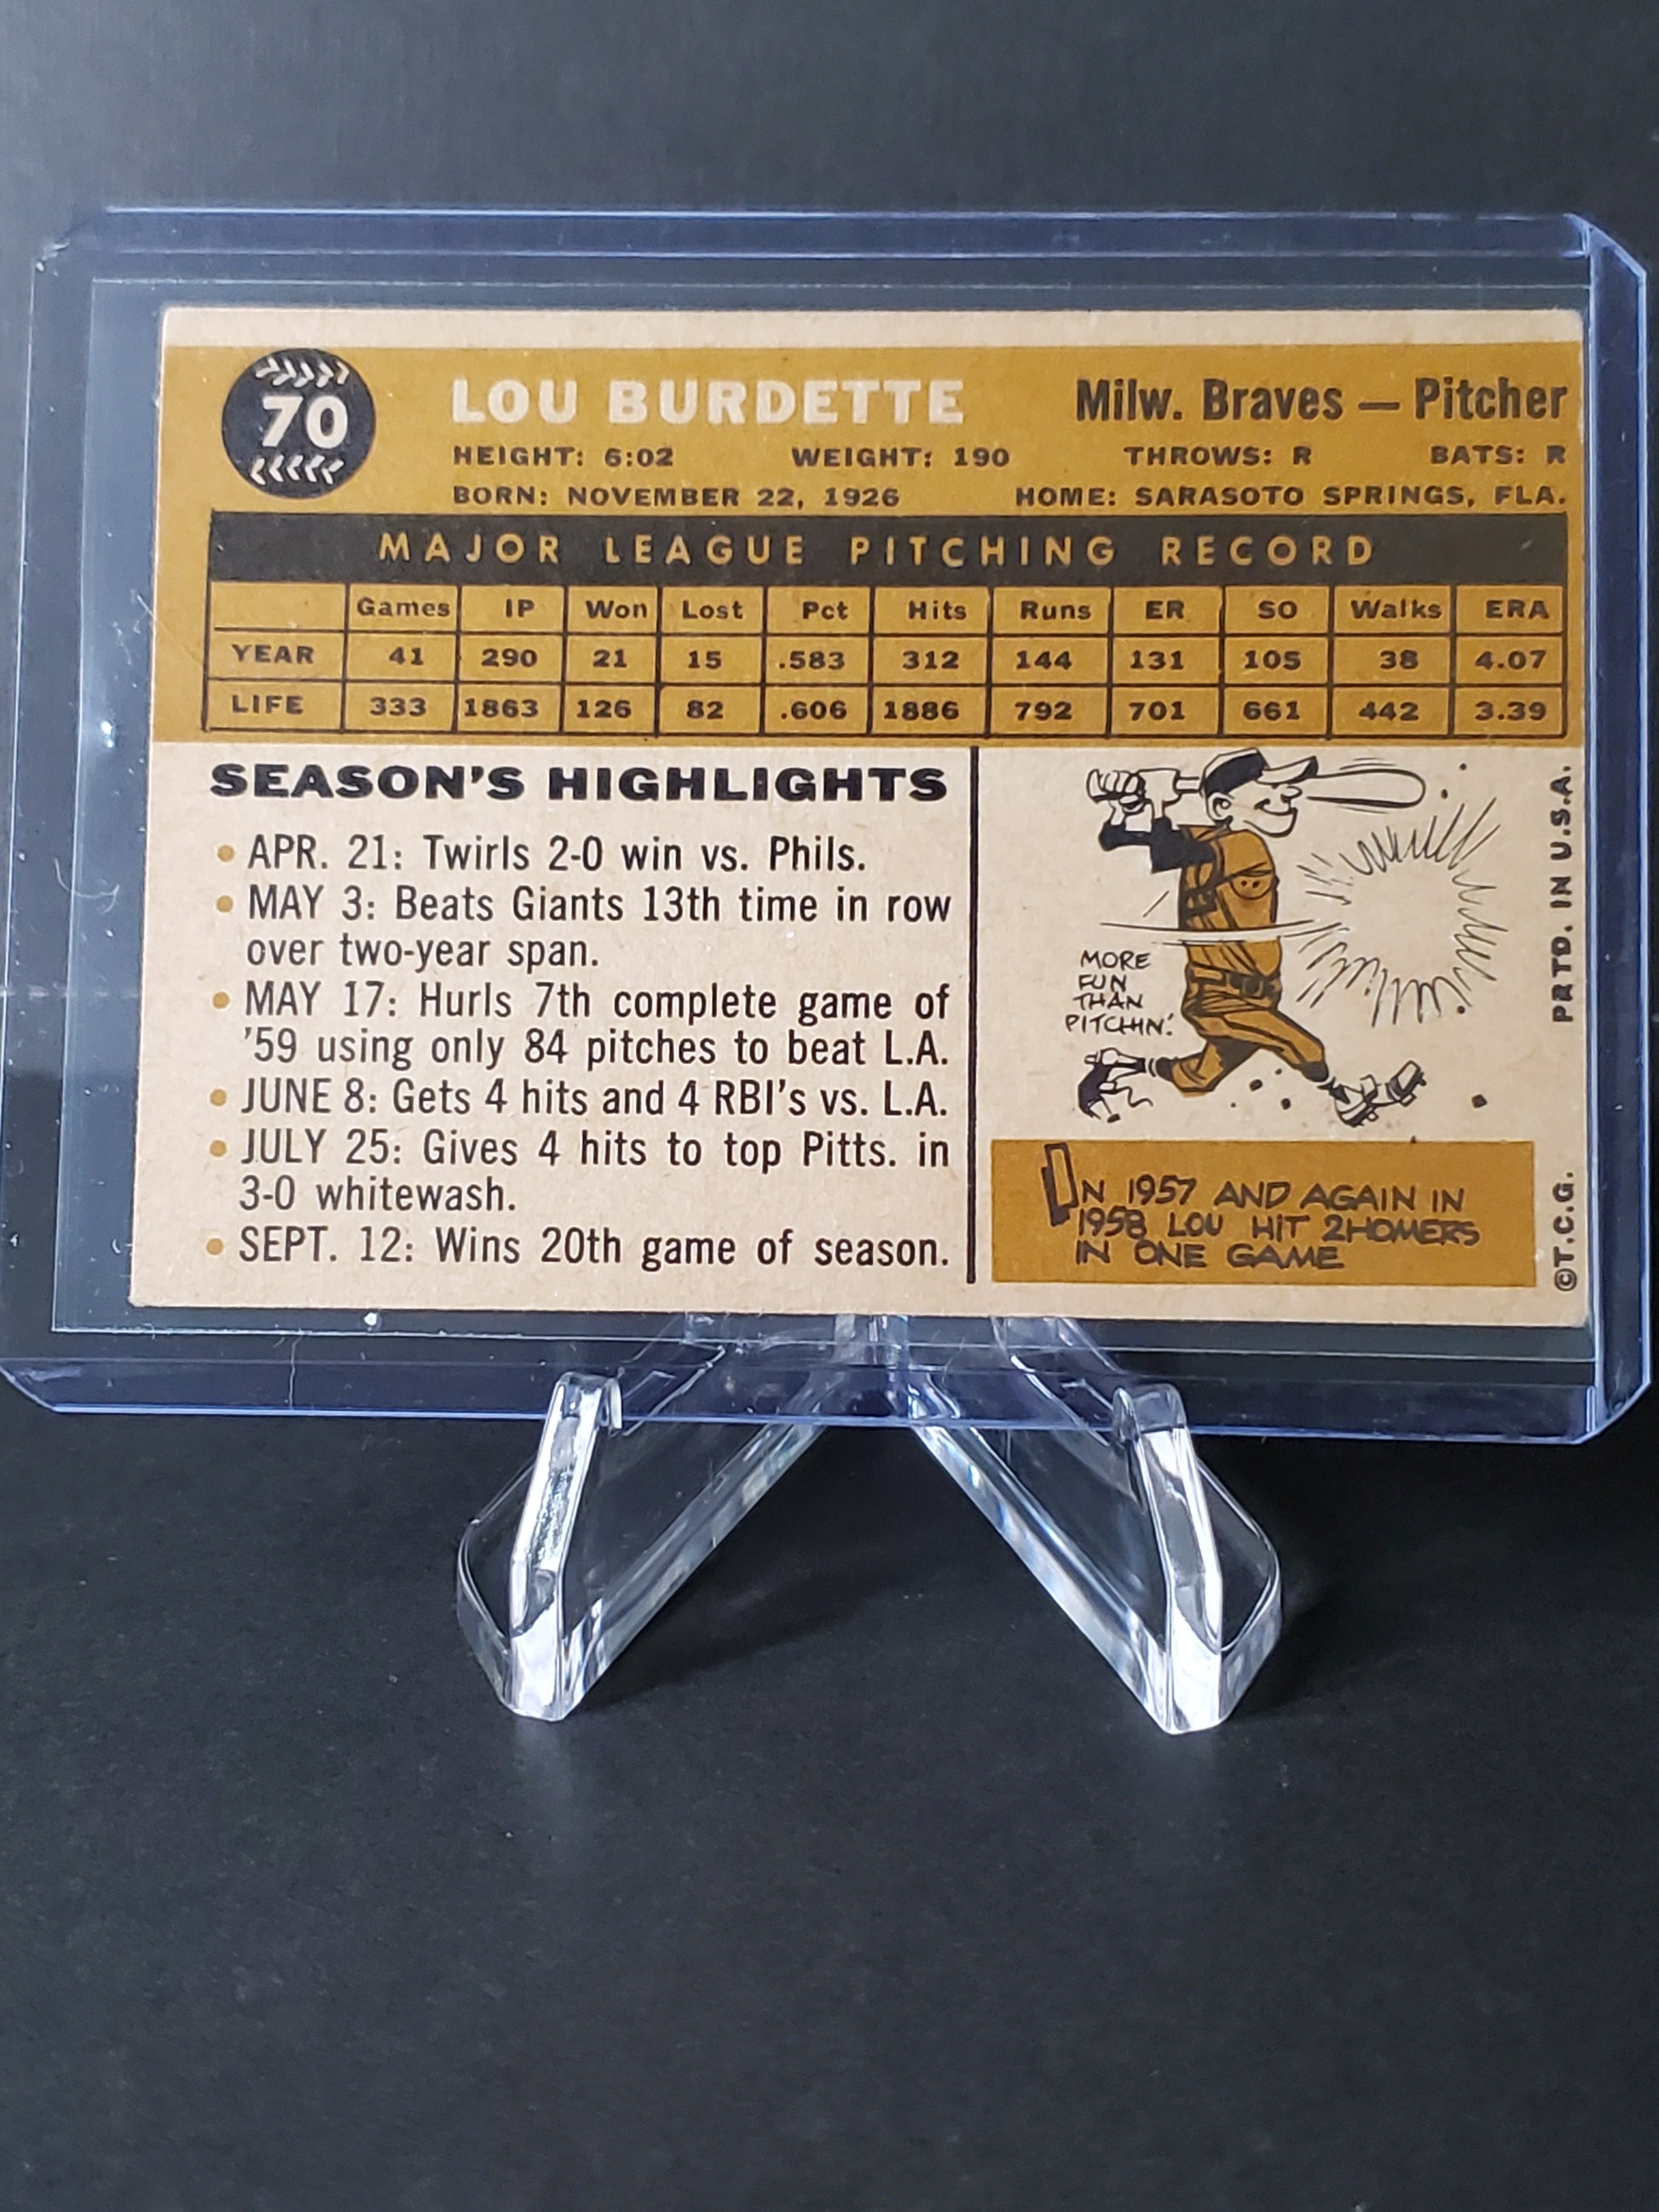 70
LOU BURDETTE
Milw. Braves — Pitcher
HEIGHT: 6:02 WEIGHT: 190 THROWS: R BATS: R
BORN: NOVEMBER 22, 1926 HOME: SARASOTO SPRINGS, FLA.
MAJOR LEAGUE PITCHING RECORD
Games IP Won Lost Pct Hits Runs ER SO Walks ERA
YEAR 41 290 21 15 .583 312 144 131 105 38 4.07
LIFE 333 1863 126 82 .606 1886 792 701 661 442 3.39
SEASON'S HIGHLIGHTS
• APR. 21: Twirls 2-0 win vs. Phils.
• MAY 3: Beats Giants 13th time in row
over two-year span.
• MAY 17: Hurls 7th complete game of
'59 using only 84 pitches to beat L.A.
• JUNE 8: Gets 4 hits and 4 RBI's vs. L.A.
• JULY 25: Gives 4 hits to top Pitts. in
3-0 whitewash.
• SEPT. 12: Wins 20th game of season.
MORE
FUN
THAN
PITCHIN'!
IN 1957 AND AGAIN IN
1958 LOU HIT 2 HOMERS
IN ONE GAME
©T.C.G. PRTD. IN U.S.A.